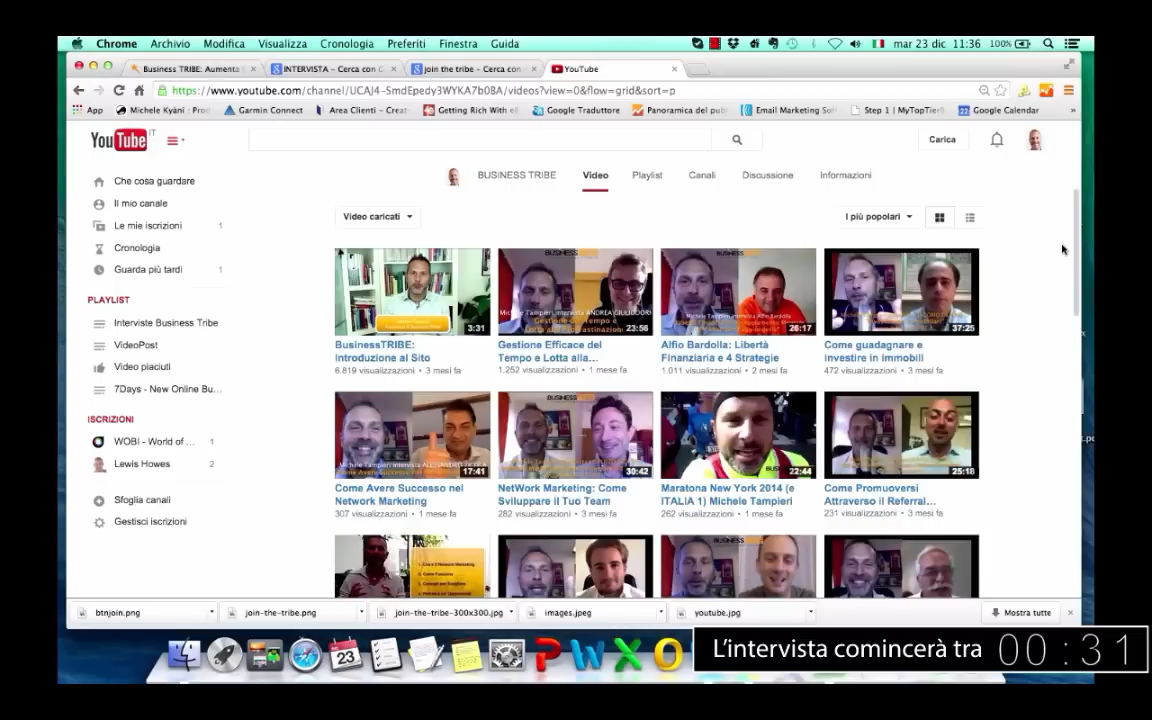 Chrome Archivio Modifica Visualizza Cronologia Preferiti Finestra Guida mar 23 dic 11:36 100%
Business TRIBE: Aumenta INTERVISTA – Cerca con join the tribe – Cerca con YouTube
https://www.youtube.com/channel/UCAJ4-SmdEpedy3WYKA7b08A/videos?view=0&flow=grid&sort=p
App Michele Kyäni : Prod Garmin Connect Area Clienti – Creat Getting Rich With Google Traduttore Panoramica del pub Email Marketing Step 1 | MyTopTier Google Calendar »
YouTube IT Carica
BUSINESS TRIBE Video Playlist Canali Discussione Informazioni
Che cosa guardare
Il mio canale
Le mie iscrizioni 1
Cronologia
Guarda più tardi 1
PLAYLIST
Interviste Business Tribe
VideoPost
Video piaciuti
7Days - New Online Bu...
ISCRIZIONI
WOBI - World of ... 1
Lewis Howes 2
Sfoglia canali
Gestisci iscrizioni
Video caricati I più popolari
3:31
BusinessTRIBE:
Introduzione al Sito
6.819 visualizzazioni • 3 mesi fa
BUSINESS
23:56
Gestione Efficace del
Tempo e Lotta alla...
1.252 visualizzazioni • 1 mese fa
BUSINESS
Michele Tampieri intervista Alfio Bardolla
26:17
Alfio Bardolla: Libertà
Finanziaria e 4 Strategie
1.011 visualizzazioni • 2 mesi fa
37:25
Come guadagnare e
investire in immobili
472 visualizzazioni • 3 mesi fa
17:41
Come Avere Successo nel
Network Marketing
307 visualizzazioni • 1 mese fa
BUSINESS
30:42
NetWork Marketing: Come
Sviluppare il Tuo Team
282 visualizzazioni • 3 mesi fa
22:44
Maratona New York 2014 (e
ITALIA 1) Michele Tampieri
262 visualizzazioni • 1 mese fa
25:18
Come Promuoversi
Attraverso il Referral...
231 visualizzazioni • 3 mesi fa
BUSINESS
btnjoin.png join-the-tribe.png join-the-tribe-300x300.jpg images.jpeg youtube.jpg Mostra tutte
23
L'intervista comincerà tra 00:31